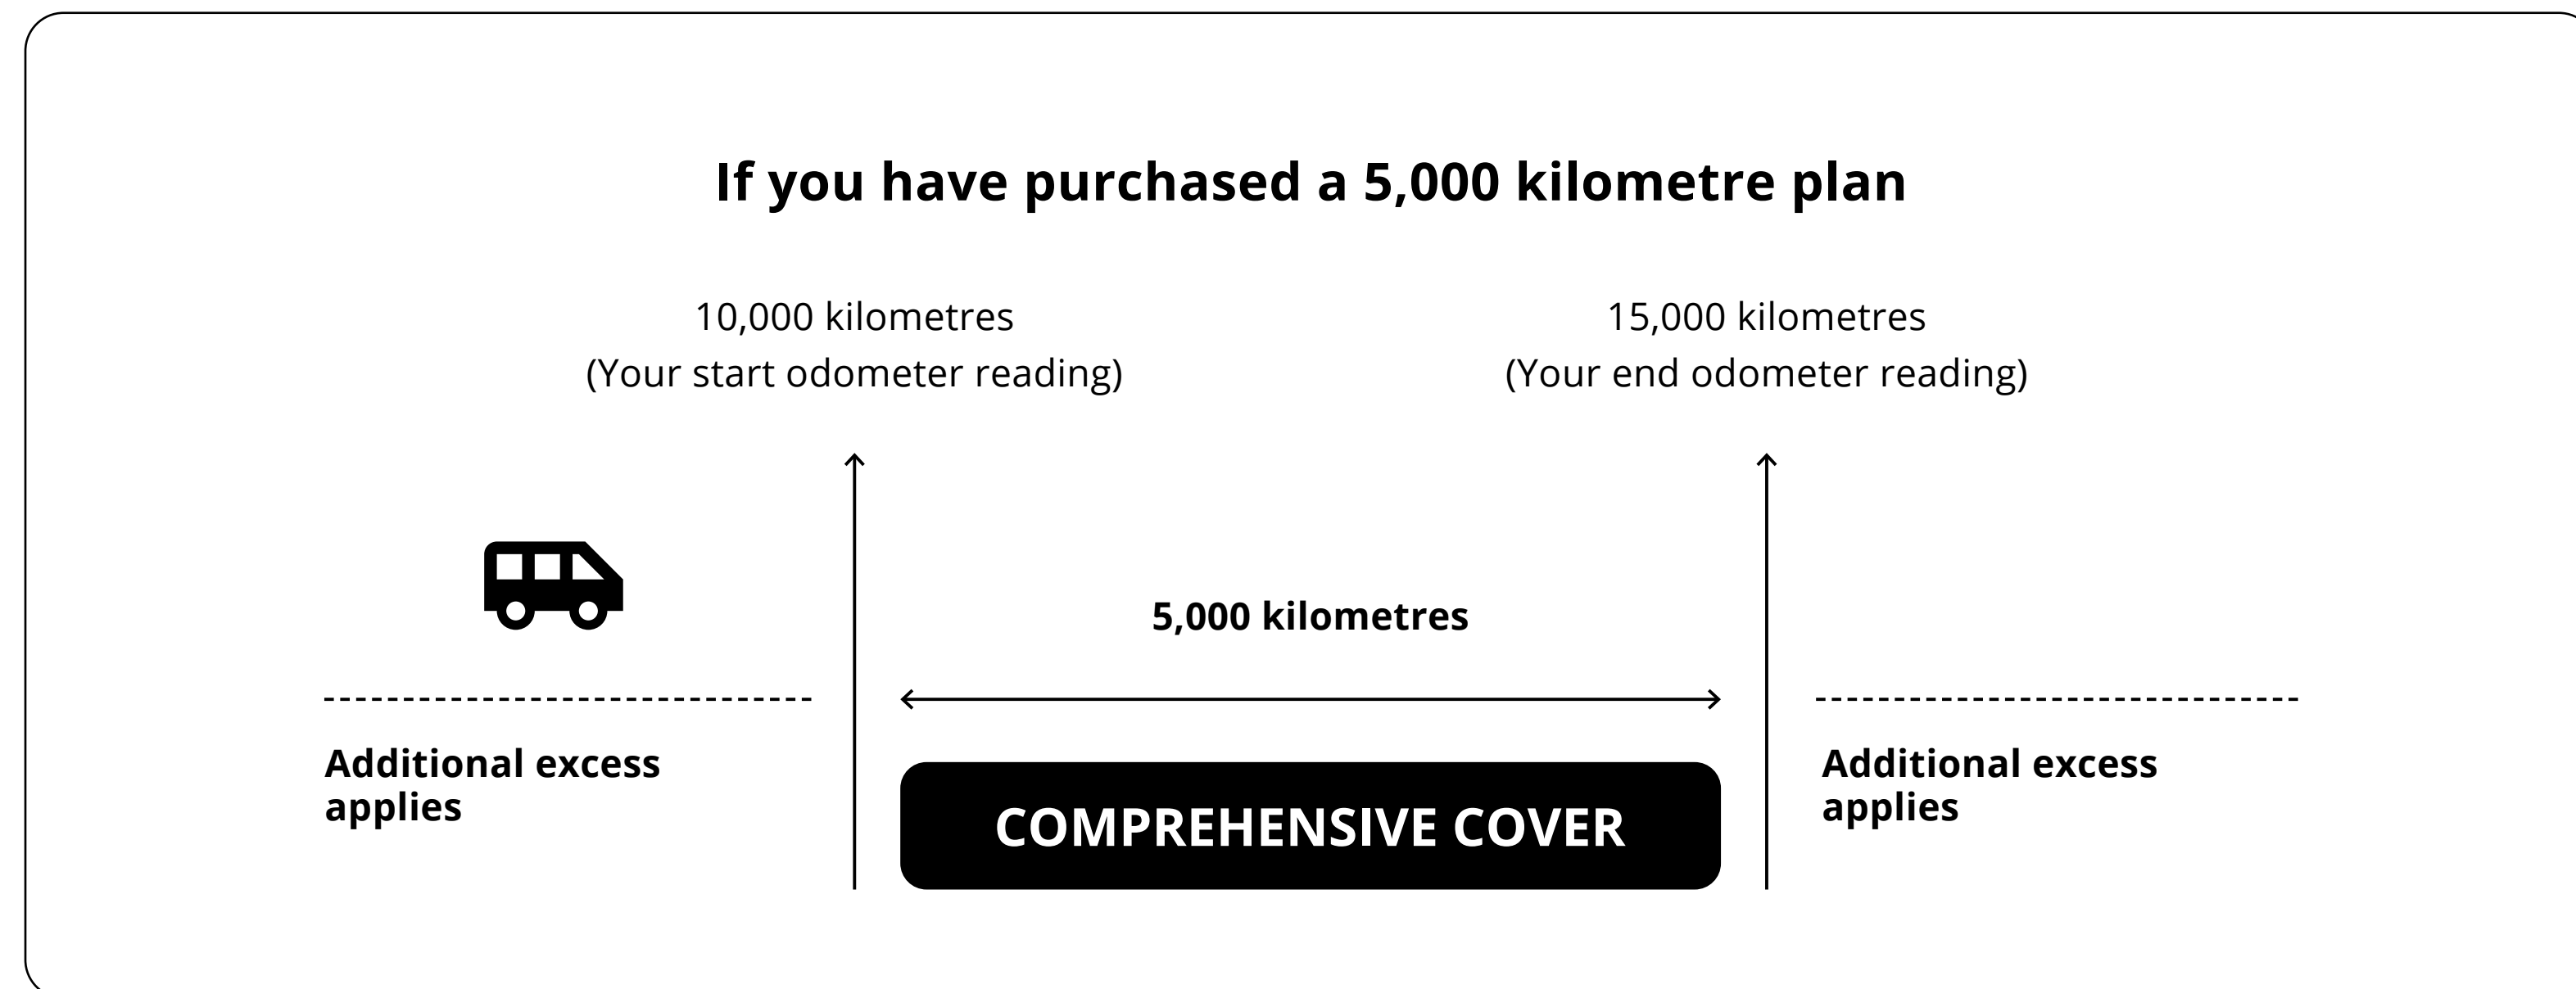 If you have purchased a 5,000 kilometre plan
10,000 kilometres
(Your start odometer reading)
15,000 kilometres
(Your end odometer reading)
5,000 kilometres
Additional excess
applies
COMPREHENSIVE COVER
Additional excess
applies